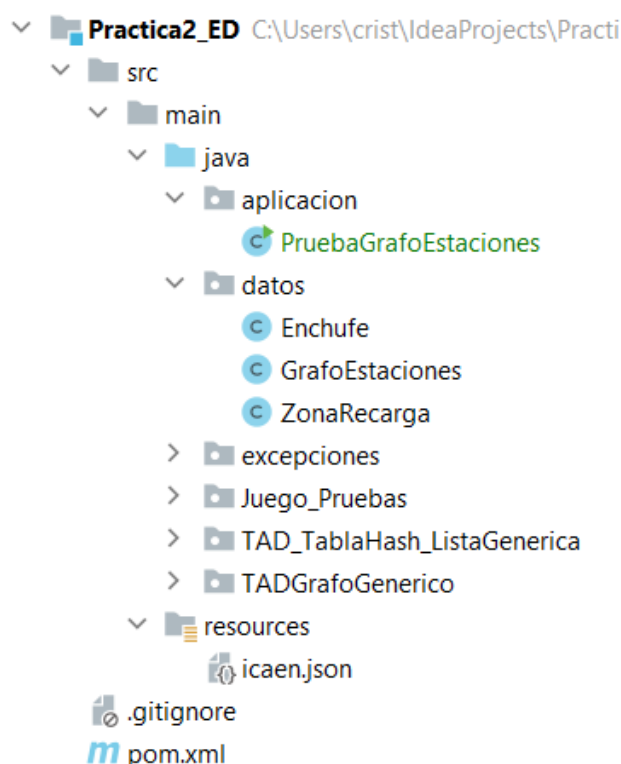 Practica2_ED C:\Users\crist\IdeaProjects\Practi
src
main
java
aplicacion
C PruebaGrafoEstaciones
datos
C Enchufe
C GrafoEstaciones
C ZonaRecarga
excepciones
Juego_Pruebas
TAD_TablaHash_ListaGenerica
TADGrafoGenerico
resources
{} icaen.json
.gitignore
m pom.xml